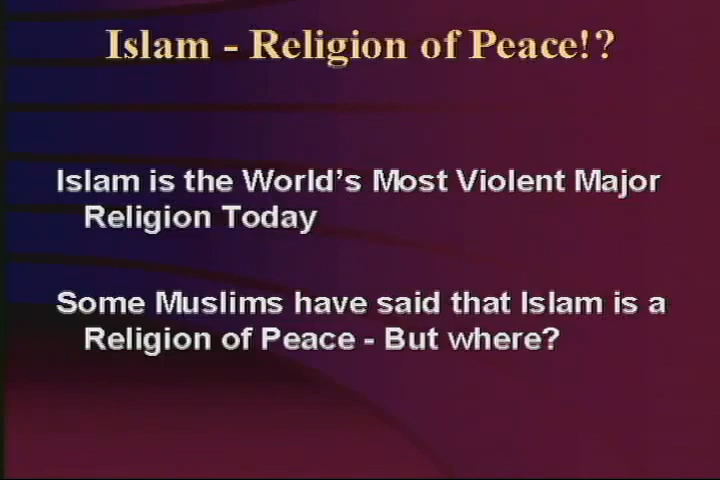 Islam - Religion of Peace!?
Islam is the World's Most Violent Major
Religion Today
Some Muslims have said that Islam is a
Religion of Peace - But where?